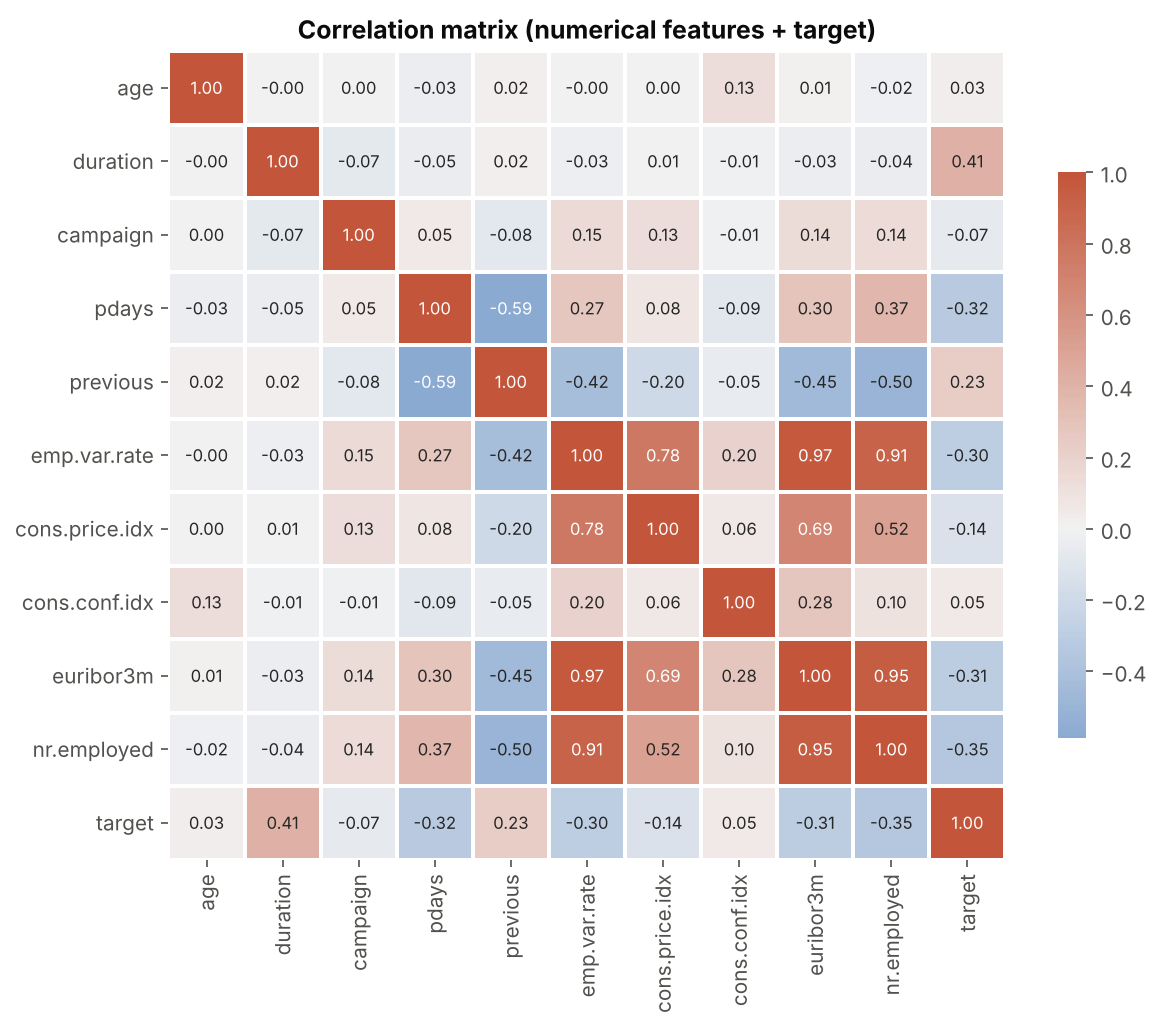 Correlation matrix (numerical features + target)
age 1.00 -0.00 0.00 -0.03 0.02 -0.00 0.00 0.13 0.01 -0.02 0.03
duration -0.00 1.00 -0.07 -0.05 0.02 -0.03 0.01 -0.01 -0.03 -0.04 0.41
campaign 0.00 -0.07 1.00 0.05 -0.08 0.15 0.13 -0.01 0.14 0.14 -0.07
pdays -0.03 -0.05 0.05 1.00 -0.59 0.27 0.08 -0.09 0.30 0.37 -0.32
previous 0.02 0.02 -0.08 -0.59 1.00 -0.42 -0.20 -0.05 -0.45 -0.50 0.23
emp.var.rate -0.00 -0.03 0.15 0.27 -0.42 1.00 0.78 0.20 0.97 0.91 -0.30
cons.price.idx 0.00 0.01 0.13 0.08 -0.20 0.78 1.00 0.06 0.69 0.52 -0.14
cons.conf.idx 0.13 -0.01 -0.01 -0.09 -0.05 0.20 0.06 1.00 0.28 0.10 0.05
euribor3m 0.01 -0.03 0.14 0.30 -0.45 0.97 0.69 0.28 1.00 0.95 -0.31
nr.employed -0.02 -0.04 0.14 0.37 -0.50 0.91 0.52 0.10 0.95 1.00 -0.35
target 0.03 0.41 -0.07 -0.32 0.23 -0.30 -0.14 0.05 -0.31 -0.35 1.00
age duration campaign pdays previous emp.var.rate cons.price.idx cons.conf.idx euribor3m nr.employed target
1.0
0.8
0.6
0.4
0.2
0.0
−0.2
−0.4